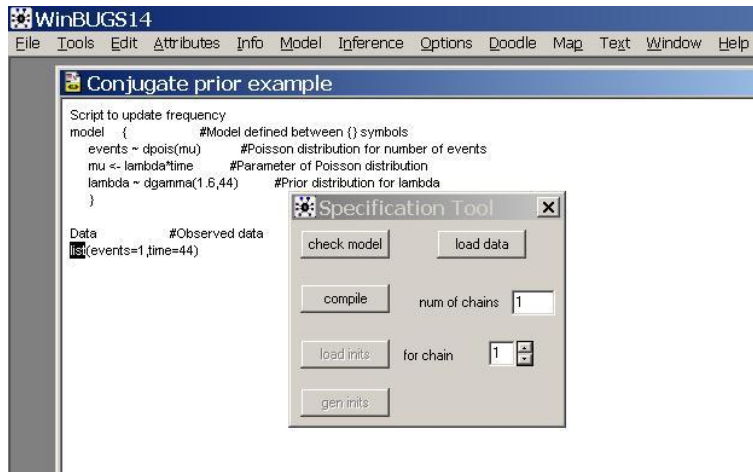 WinBUGS14
File Tools Edit Attributes Info Model Inference Options Doodle Map Text Window Help
Conjugate prior example
Script to update frequency
model { #Model defined between {} symbols
events ~ dpois(mu) #Poisson distribution for number of events
mu <- lambda*time #Parameter of Poisson distribution
lambda ~ dgamma(1.6,44) #Prior distribution for lambda
}
Data #Observed data
list(events=1,time=44)
Specification Tool
check model load data
compile num of chains 1
load inits for chain 1
gen inits